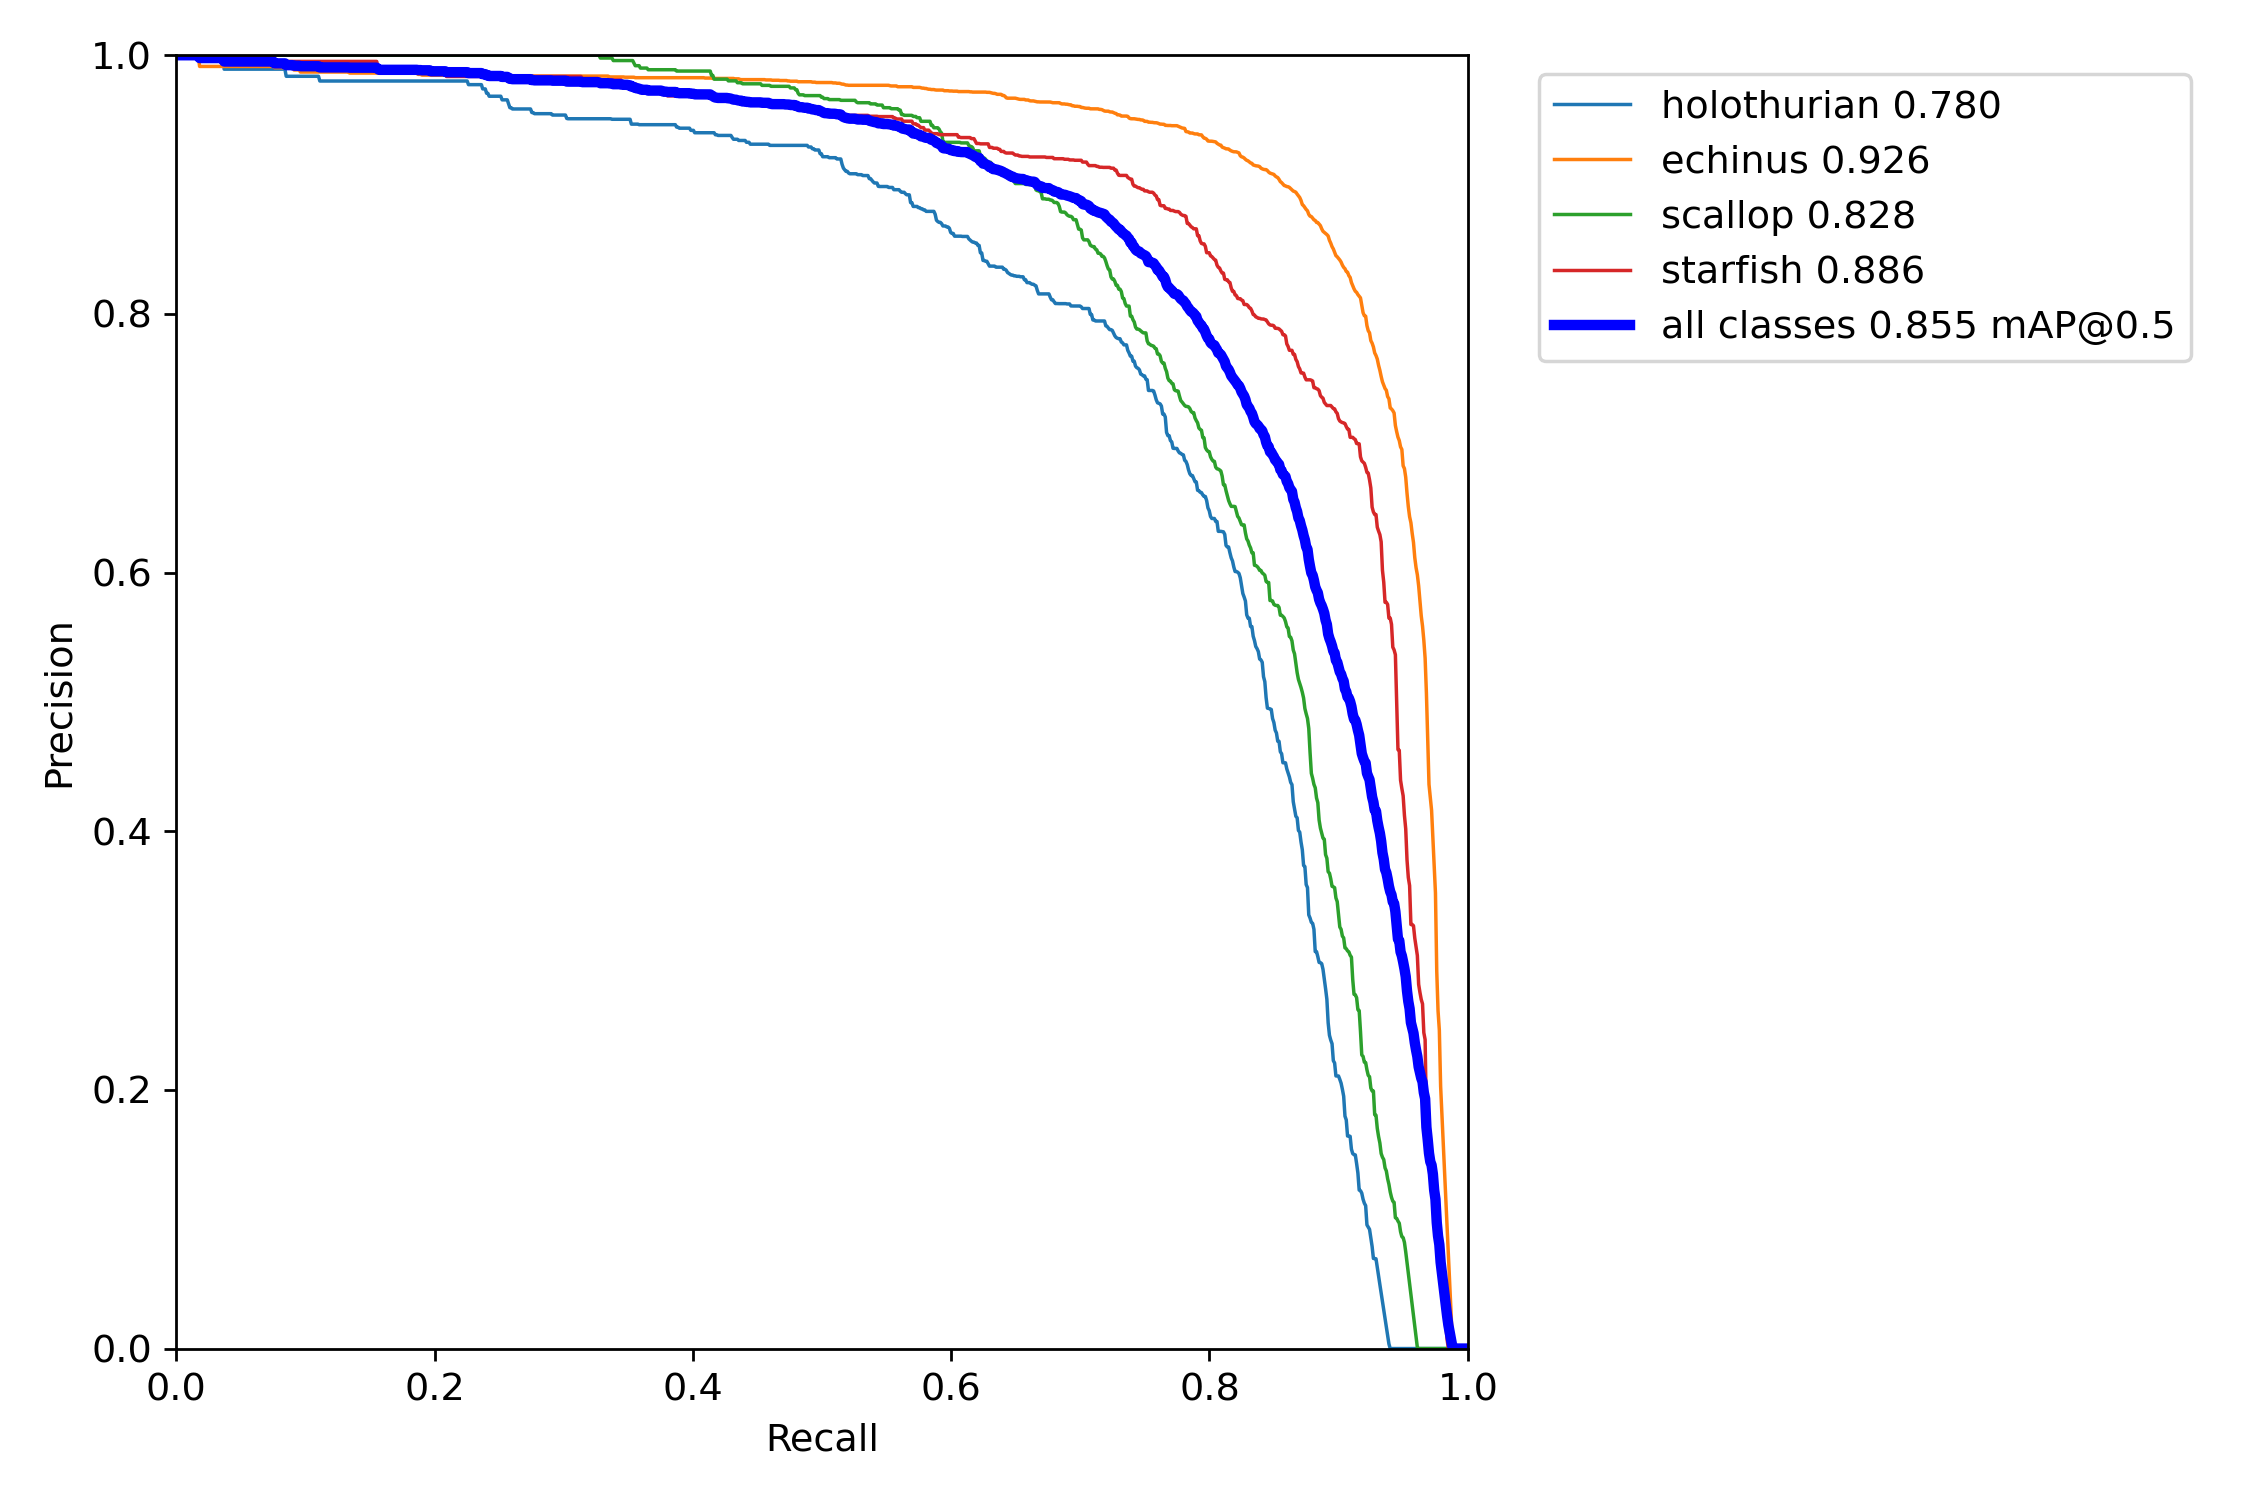 1.0
0.8
0.6
0.4
0.2
0.0
Precision
0.0 0.2 0.4 0.6 0.8 1.0
Recall
holothurian 0.780
echinus 0.926
scallop 0.828
starfish 0.886
all classes 0.855 mAP@0.5